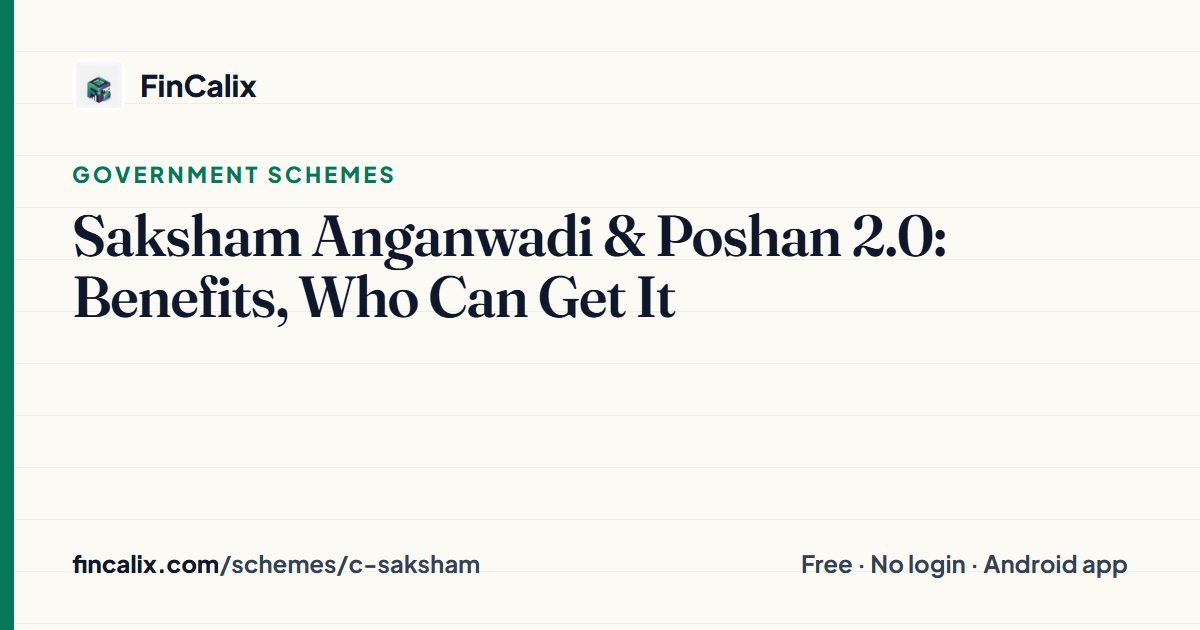 FinCalix
GOVERNMENT SCHEMES
Saksham Anganwadi & Poshan 2.0:
Benefits, Who Can Get It
fincalix.com/schemes/c-saksham
Free · No login · Android app